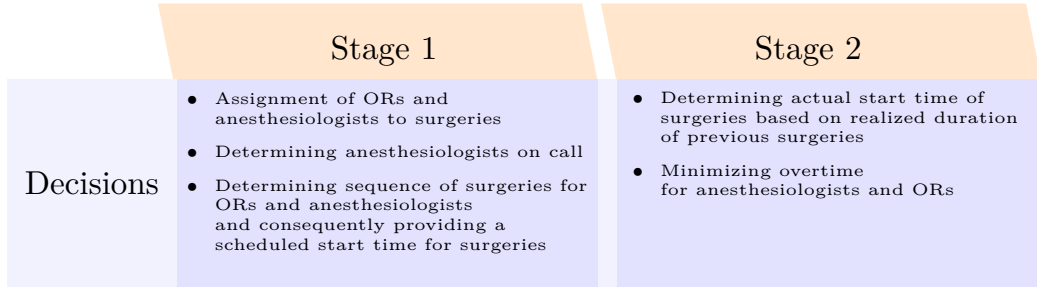 Stage 1
Stage 2
Decisions
• Assignment of ORs and
anesthesiologists to surgeries
• Determining anesthesiologists on call
• Determining sequence of surgeries for
ORs and anesthesiologists
and consequently providing a
scheduled start time for surgeries
• Determining actual start time of
surgeries based on realized duration
of previous surgeries
• Minimizing overtime
for anesthesiologists and ORs